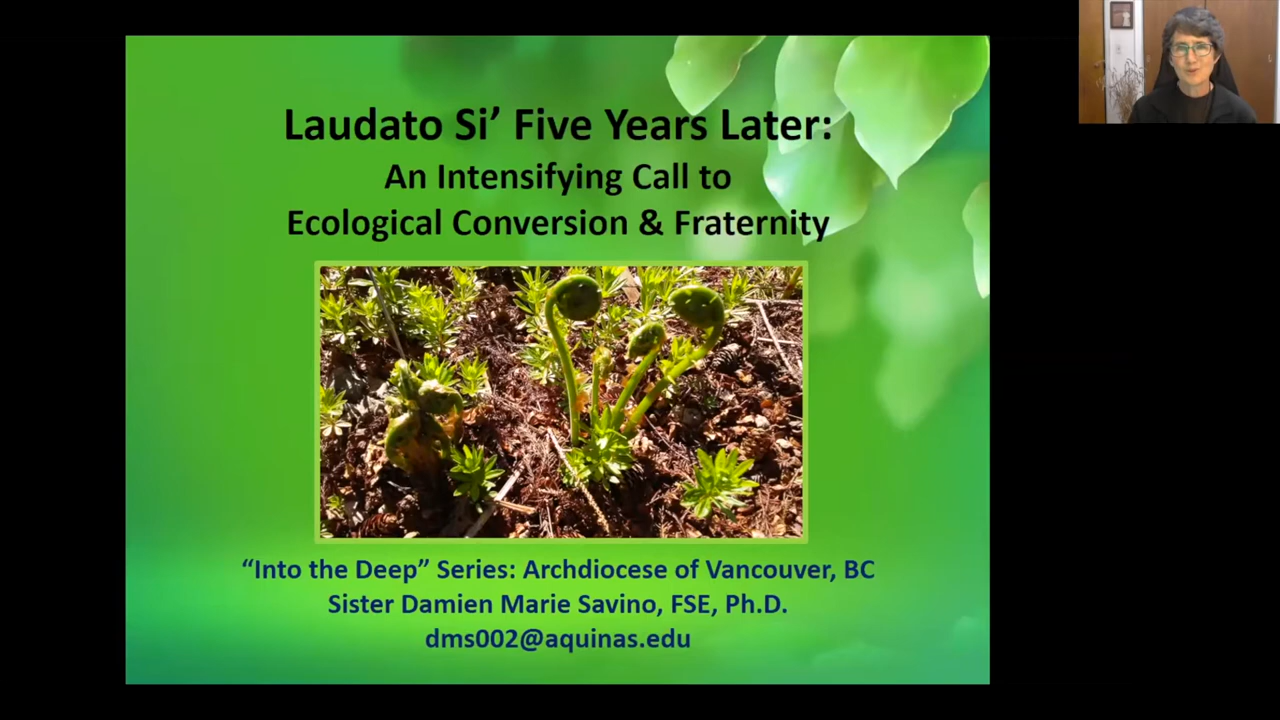 Laudato Si’ Five Years Later:
An Intensifying Call to
Ecological Conversion & Fraternity
“Into the Deep” Series: Archdiocese of Vancouver, BC
Sister Damien Marie Savino, FSE, Ph.D.
dms002@aquinas.edu